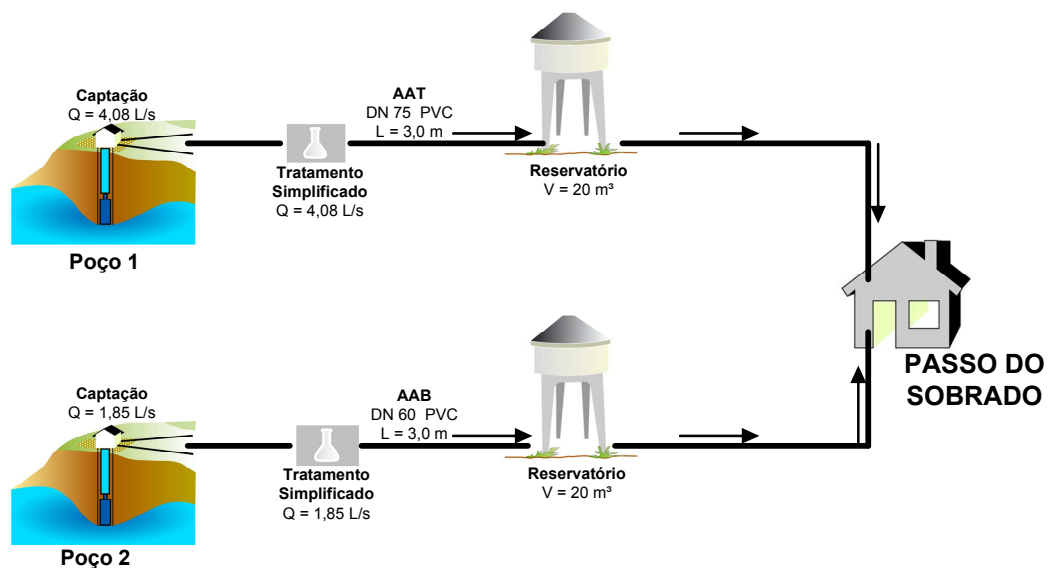 Captação
Q = 4,08 L/s
Poço 1
Tratamento
Simplificado
Q = 4,08 L/s
AAT
DN 75 PVC
L = 3,0 m
Reservatório
V = 20 m³
PASSO DO
SOBRADO
Captação
Q = 1,85 L/s
Poço 2
Tratamento
Simplificado
Q = 1,85 L/s
AAB
DN 60 PVC
L = 3,0 m
Reservatório
V = 20 m³